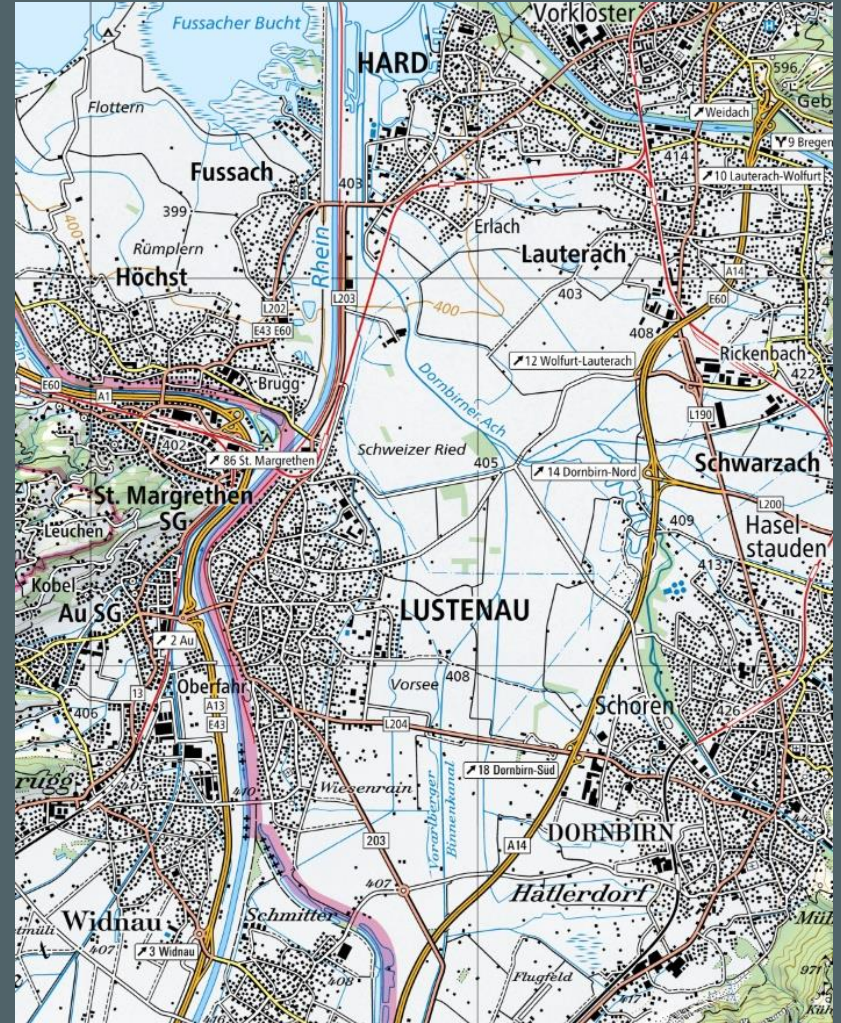 Fussacher Bucht
Vorkloster
HARD
596
Geb
Flottern
Weidach
9 Bregen
414
Fussach
403
10 Lauterach-Wolfurt
399
400
Erlach
Rümplern
Rhein
Lauterach
A14
Höchst
403
E60
L202
L203
400
408
E43 E60
Rickenbach
12 Wolfurt-Lauterach
422
E60
Brugg
A1
Dornbirner Ach
L190
402
Schweizer Ried
86 St. Margrethen
405
14 Dornbirn-Nord
Schwarzach
St. Margrethen
SG
L200
409
Hasel-
stauden
Leuchen
413
Kobel
Au SG
LUSTENAU
2 Au
408
Oberfahr
Vorsee
13
A13
Schoren
406
E43
L204
426
18 Dornbirn-Süd
Wiesenrain
410
Vorarlberger
Binnenkanal
203
DORNBIRN
A14
407
Hatlerdorf
Widnau
Schmitter
407
3 Widnau
408
Flugfeld
971
417